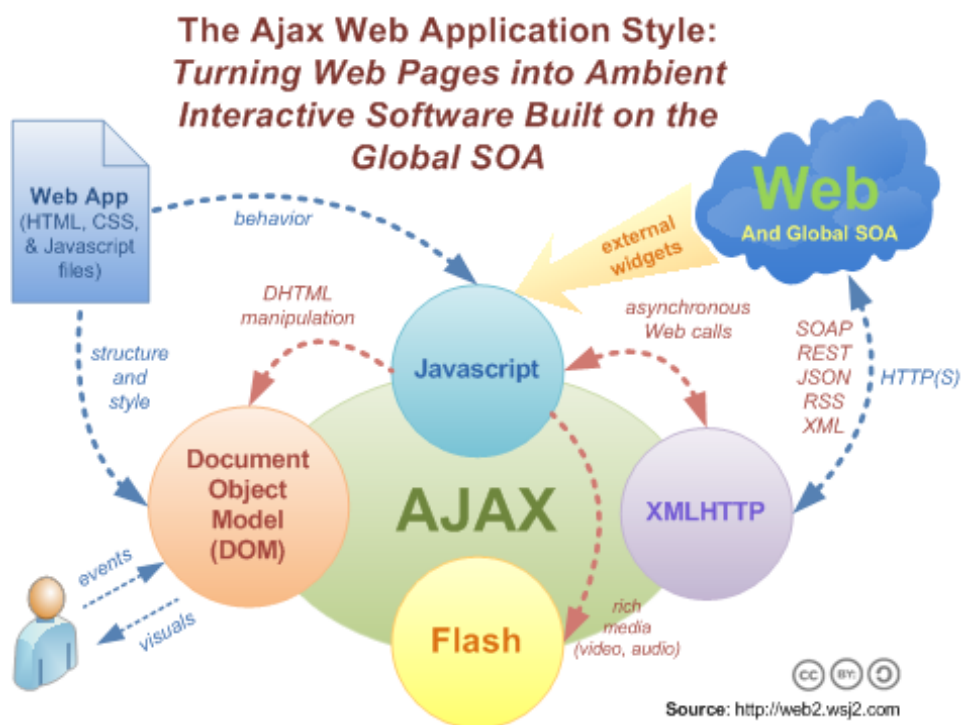 The Ajax Web Application Style:
Turning Web Pages into Ambient
Interactive Software Built on the
Global SOA
Web App
(HTML, CSS,
& Javascript
files)
behavior
external
widgets
Web
And Global SOA
DHTML
manipulation
asynchronous
Web calls
structure
and
style
Javascript
SOAP
REST
JSON
RSS
XML
HTTP(S)
Document
Object
Model
(DOM)
AJAX
XMLHTTP
events
visuals
Flash
rich
media
(video, audio)
CC
BY:
Source: http://web2.wsj2.com